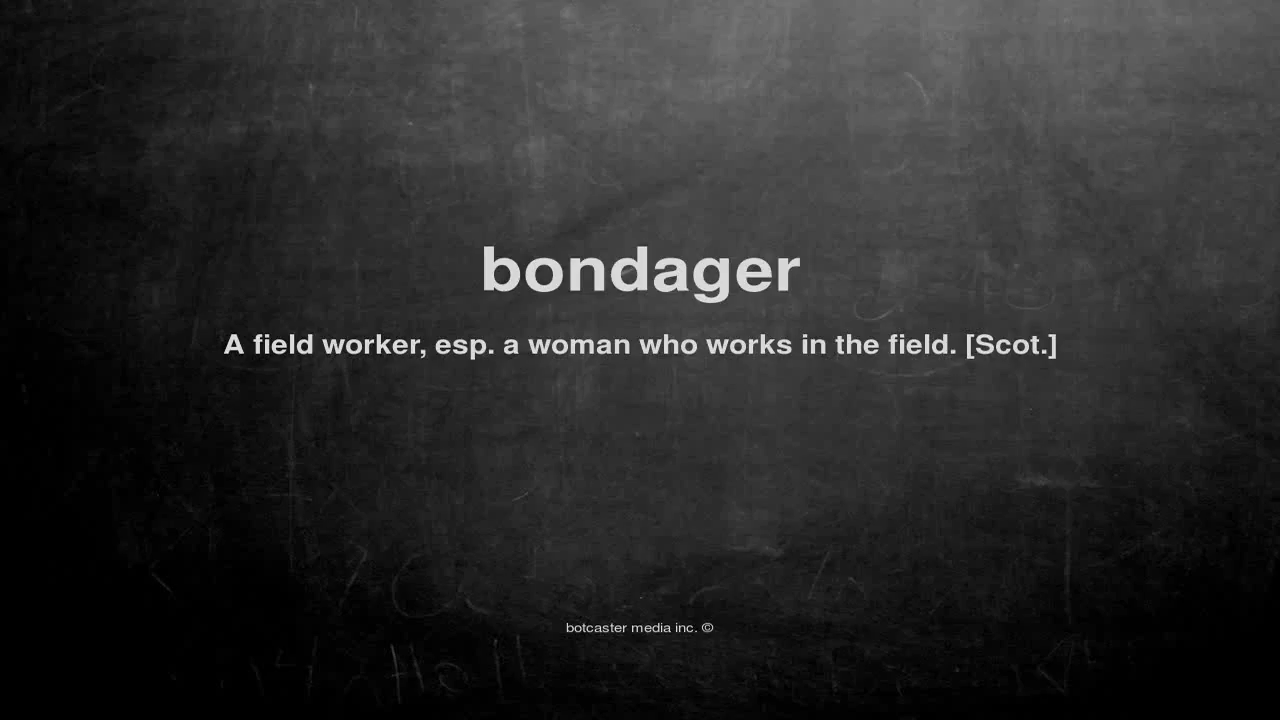 bondager
A field worker, esp. a woman who works in the field. [Scot.]
botcaster media inc. ©